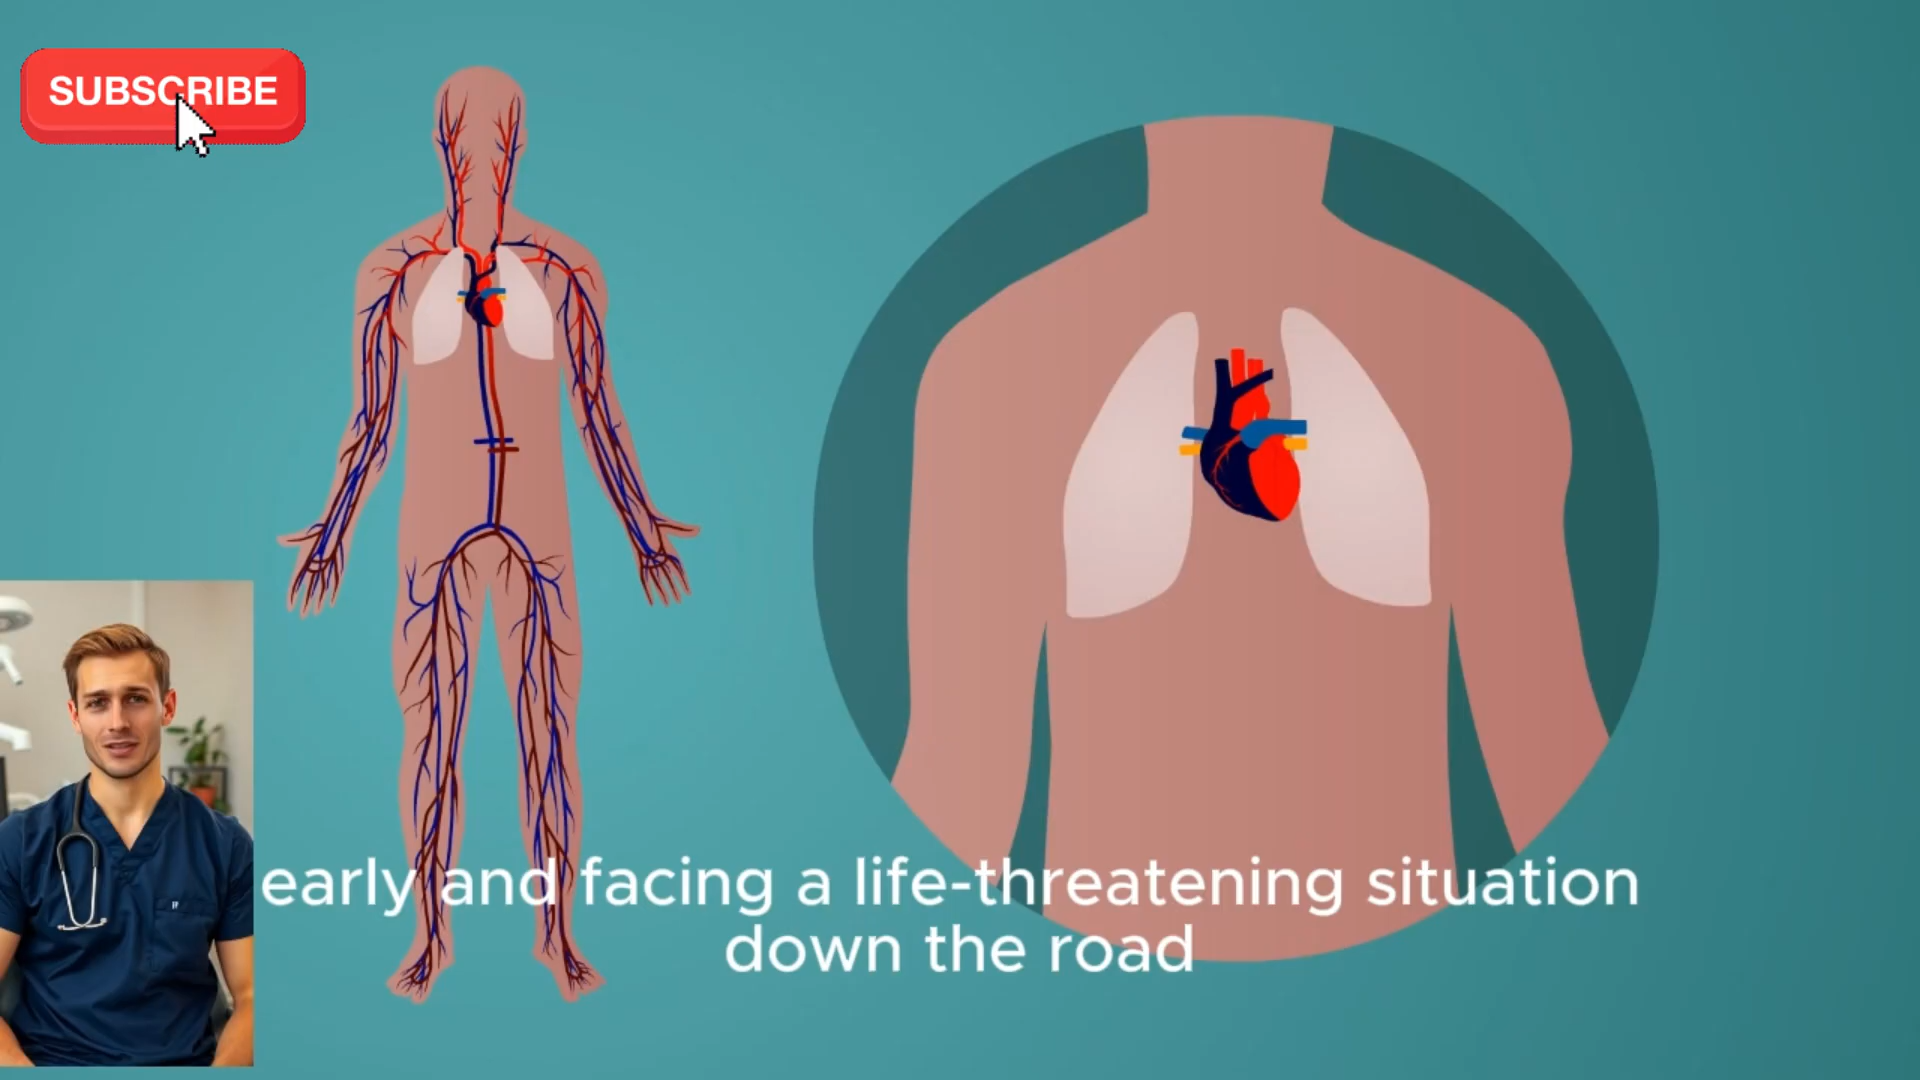 SUBSCRIBE
early and facing a life-threatening situation
down the road